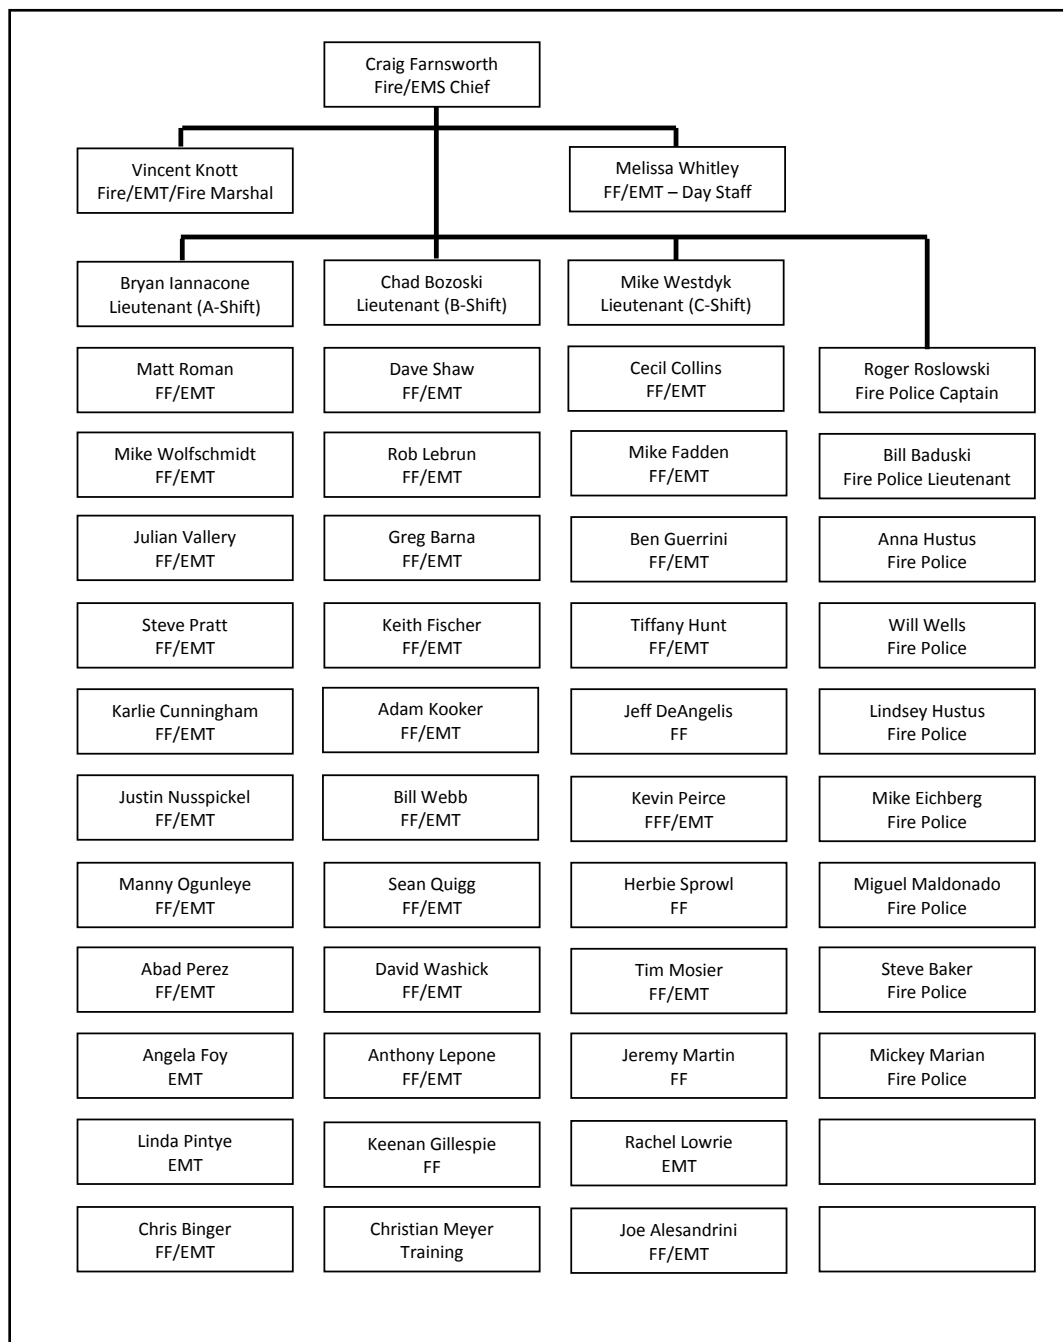 Craig Farnsworth
Fire/EMS Chief
Vincent Knott
Fire/EMT/Fire Marshal
Melissa Whitley
FF/EMT – Day Staff
Bryan Iannacone
Lieutenant (A-Shift)
Chad Bozoski
Lieutenant (B-Shift)
Mike Westdyk
Lieutenant (C-Shift)
Matt Roman
FF/EMT
Dave Shaw
FF/EMT
Cecil Collins
FF/EMT
Roger Roslowski
Fire Police Captain
Mike Wolfschmidt
FF/EMT
Rob Lebrun
FF/EMT
Mike Fadden
FF/EMT
Bill Baduski
Fire Police Lieutenant
Julian Vallery
FF/EMT
Greg Barna
FF/EMT
Ben Guerrini
FF/EMT
Anna Hustus
Fire Police
Steve Pratt
FF/EMT
Keith Fischer
FF/EMT
Tiffany Hunt
FF/EMT
Will Wells
Fire Police
Karlie Cunningham
FF/EMT
Adam Kooker
FF/EMT
Jeff DeAngelis
FF
Lindsey Hustus
Fire Police
Justin Nusspickel
FF/EMT
Bill Webb
FF/EMT
Kevin Peirce
FFF/EMT
Mike Eichberg
Fire Police
Manny Ogunleye
FF/EMT
Sean Quigg
FF/EMT
Herbie Sprowl
FF
Miguel Maldonado
Fire Police
Abad Perez
FF/EMT
David Washick
FF/EMT
Tim Mosier
FF/EMT
Steve Baker
Fire Police
Angela Foy
EMT
Anthony Lepone
FF/EMT
Jeremy Martin
FF
Mickey Marian
Fire Police
Linda Pintye
EMT
Keenan Gillespie
FF
Rachel Lowrie
EMT
Chris Binger
FF/EMT
Christian Meyer
Training
Joe Alesandrini
FF/EMT